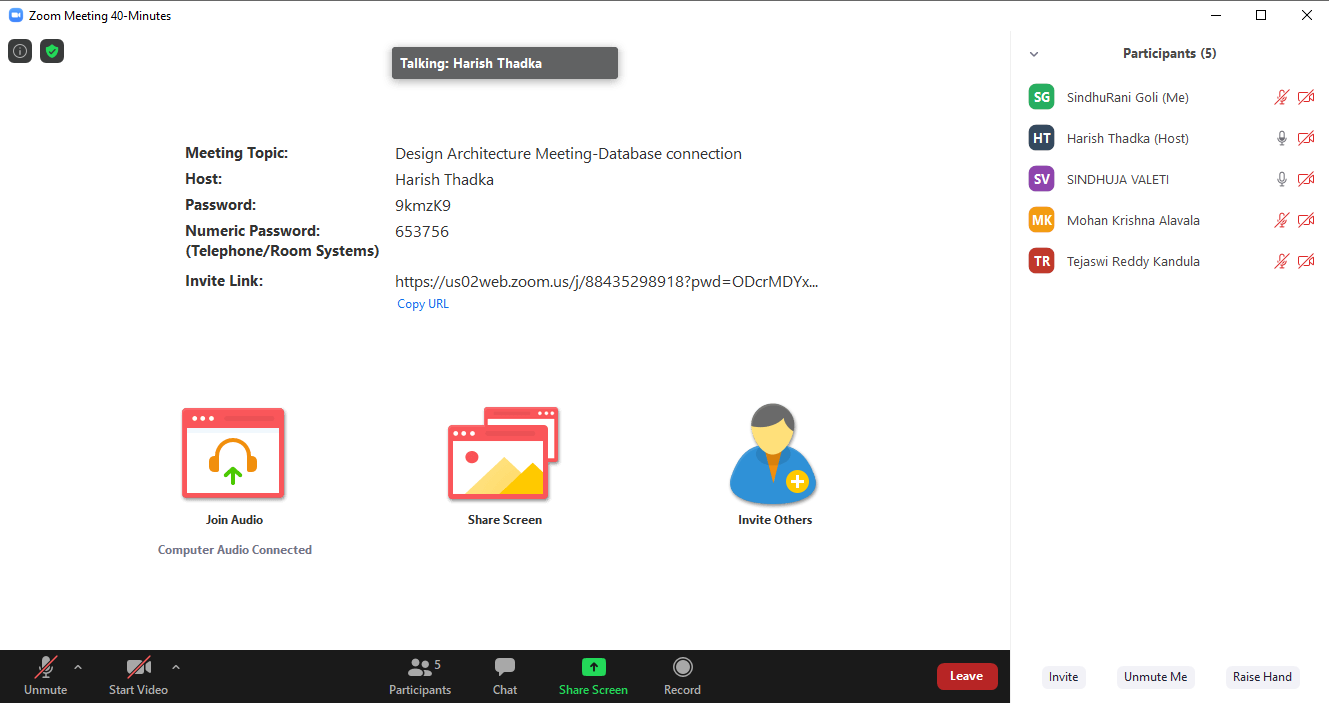 Zoom Meeting 40-Minutes
Talking: Harish Thadka
Meeting Topic: Design Architecture Meeting-Database connection
Host: Harish Thadka
Password: 9kmzK9
Numeric Password: 653756
(Telephone/Room Systems)
Invite Link: https://us02web.zoom.us/j/88435298918?pwd=ODcrMDYx...
Copy URL
Join Audio
Share Screen
Invite Others
Computer Audio Connected
Participants (5)
SG SindhuRani Goli (Me)
HT Harish Thadka (Host)
SV SINDHUJA VALETI
MK Mohan Krishna Alavala
TR Tejaswi Reddy Kandula
Unmute
Start Video
5
Participants
Chat
Share Screen
Record
Leave
Invite
Unmute Me
Raise Hand